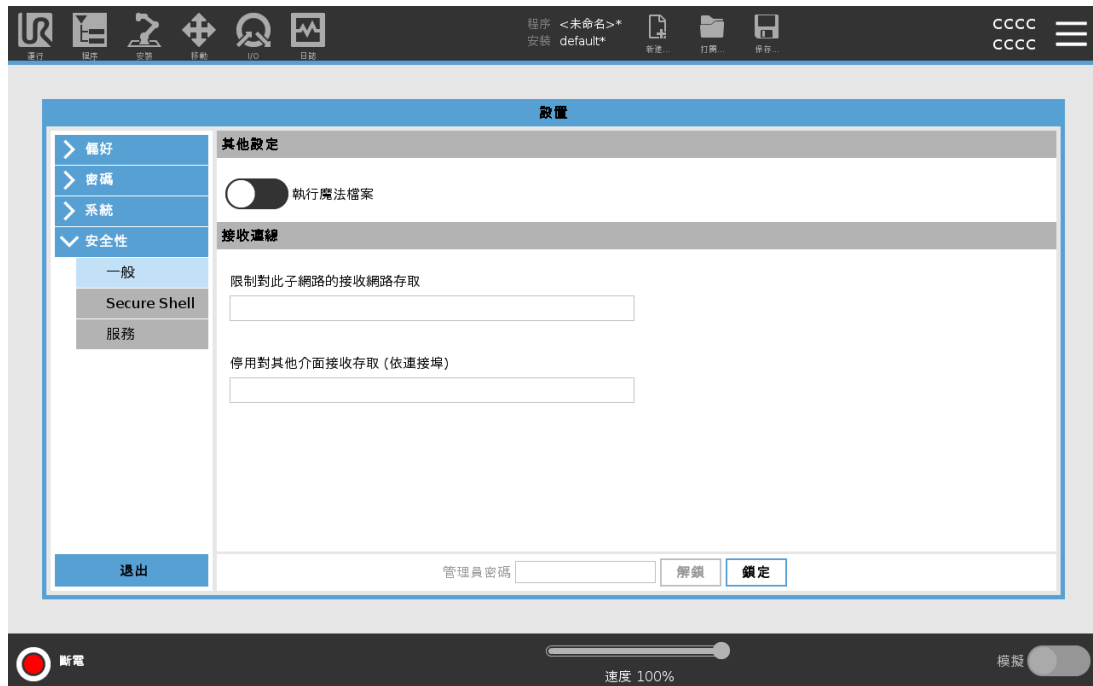 程序 <未命名>*
安裝 default*
cccc
cccc
運行
程序
安裝
移動
I/O
日誌
新建...
打開...
保存...
設置
偏好
密碼
系統
安全性
一般
Secure Shell
服務
退出
其他設定
執行魔法檔案
接收連線
限制對此子網路的接收網路存取
停用對其他介面接收存取 (依連接埠)
管理員密碼
解鎖
鎖定
斷電
速度 100%
模擬